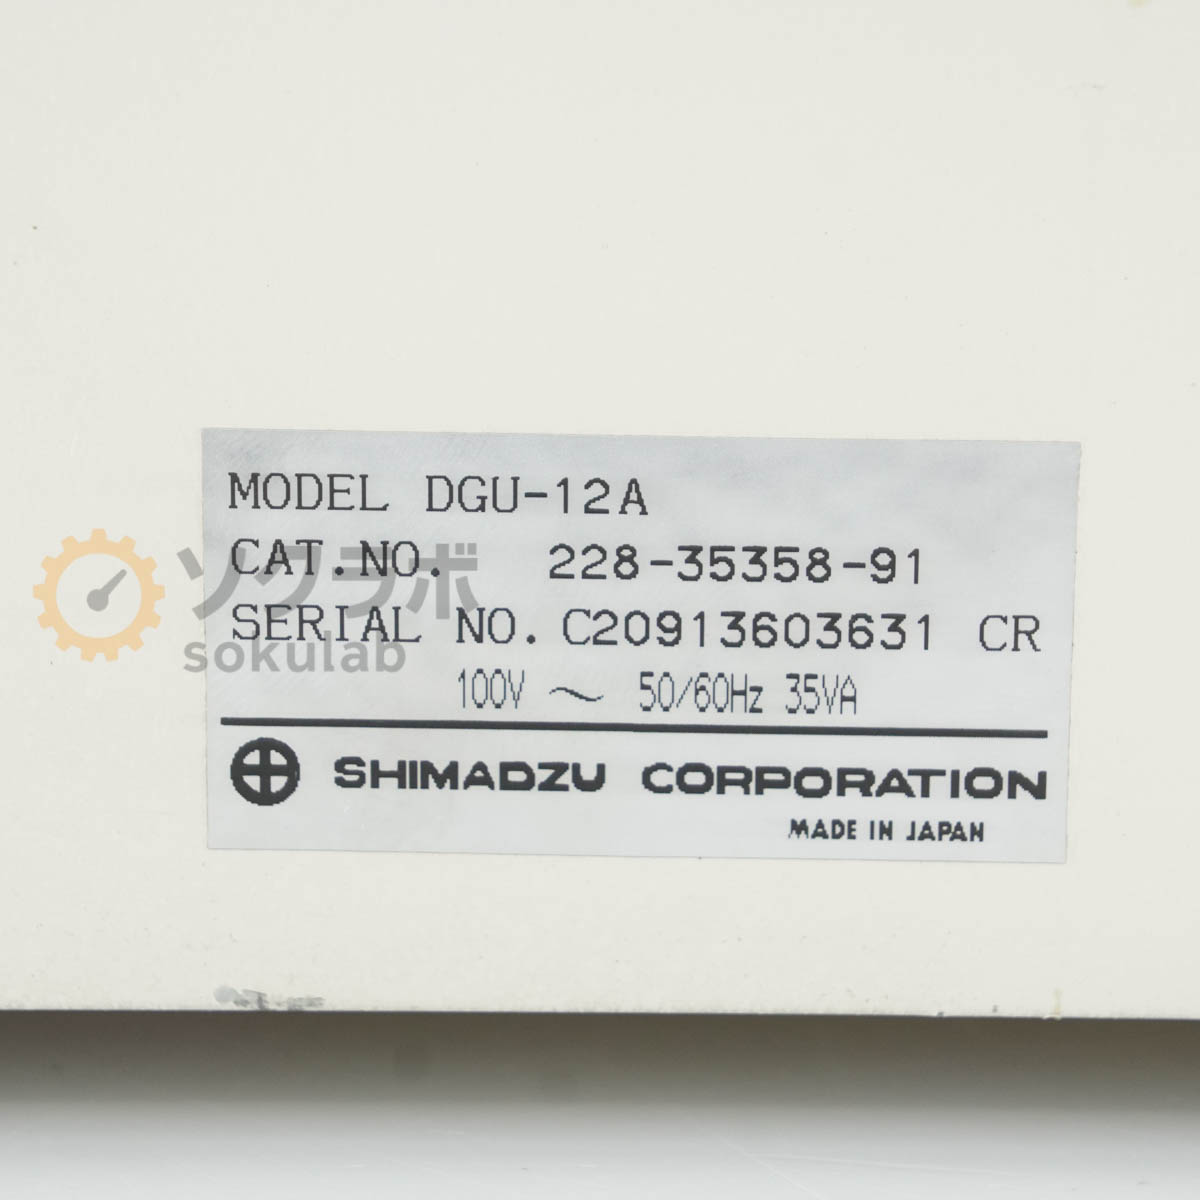 MODEL DGU-12A
CAT.NO. 228-35358-91
SERIAL NO. C20913603631 CR
100V ~ 50/60Hz 35VA
SHIMADZU CORPORATION
MADE IN JAPAN
ソクラボ
sokulab